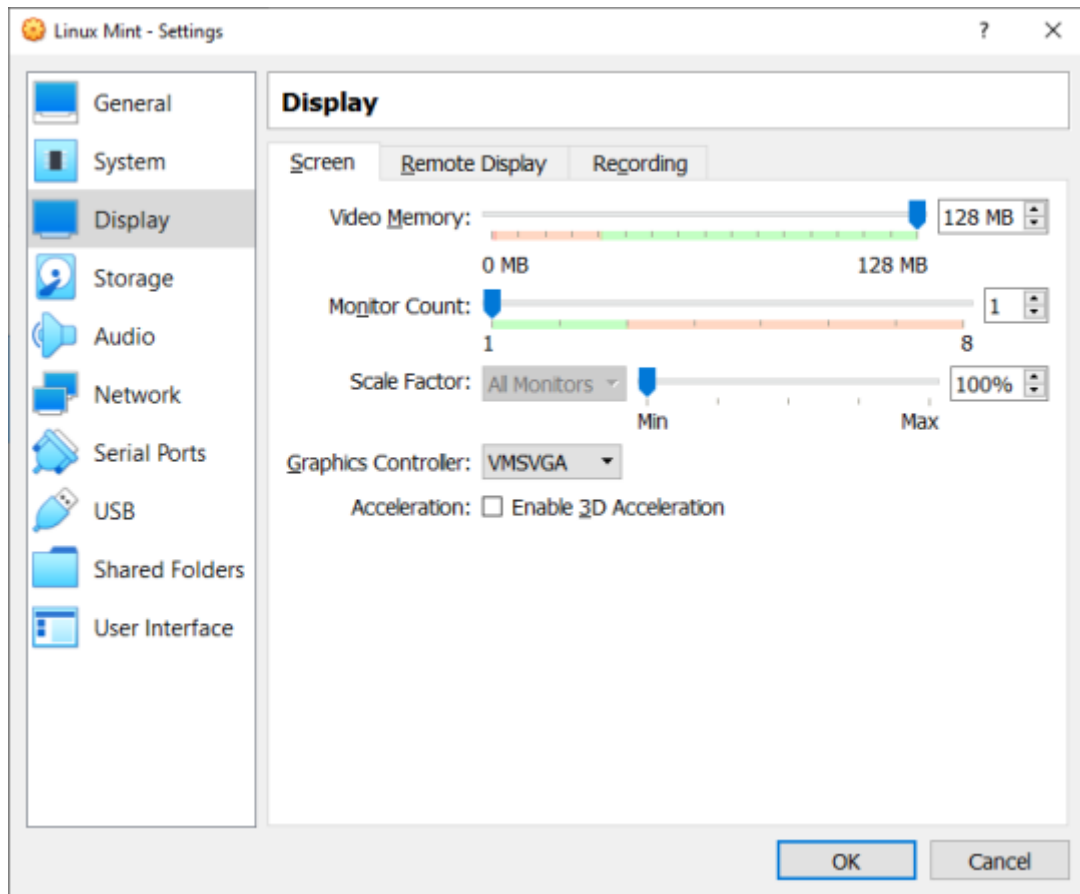 Linux Mint - Settings ?
General
System
Display
Storage
Audio
Network
Serial Ports
USB
Shared Folders
User Interface
Display
Screen Remote Display Recording
Video Memory: 128 MB
0 MB 128 MB
Monitor Count: 1
1 8
Scale Factor: All Monitors 100%
Min Max
Graphics Controller: VMSVGA
Acceleration: Enable 3D Acceleration
OK Cancel